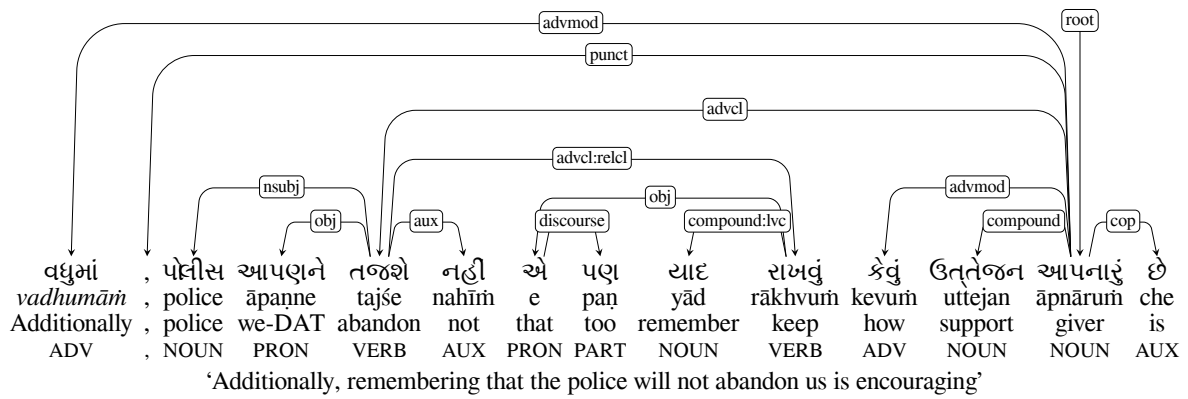 advmod root
punct
advcl
advcl:relcl
nsubj obj advmod
obj aux discourse compound:lvc compound cop
વધુમાં , પોલીસ આપણને તજશે નહીં એ પણ યાદ રાખવું કેવું ઉત્તેજન આપનારું છે
vadhumāṁ , police āpaṇne tajśe nahīṁ e paṇ yād rākhvuṁ kevuṁ uttejan āpnāruṁ che
Additionally , police we-DAT abandon not that too remember keep how support giver is
ADV , NOUN PRON VERB AUX PRON PART NOUN VERB ADV NOUN NOUN AUX
‘Additionally, remembering that the police will not abandon us is encouraging’